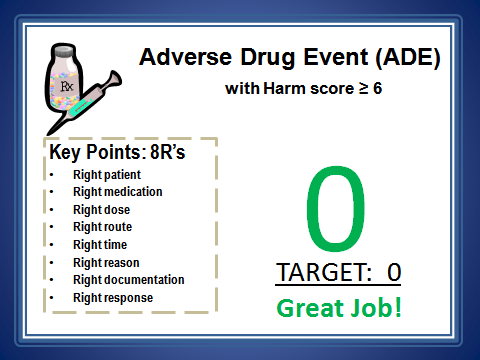 Adverse Drug Event (ADE)
with Harm score ≥ 6
Rx
Key Points: 8R's
• Right patient
• Right medication
• Right dose
• Right route
• Right time
• Right reason
• Right documentation
• Right response
0
TARGET: 0
Great Job!